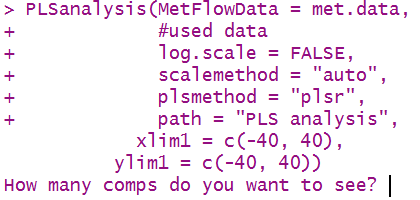 > PLSanalysis(MetFlowData = met.data,
+             #used data
+             log.scale = FALSE,
+             scalemethod = "auto",
+             plsmethod = "plsr",
+             path = "PLS analysis",
            xlim1 = c(-40, 40),
          ylim1 = c(-40, 40))
How many comps do you want to see?